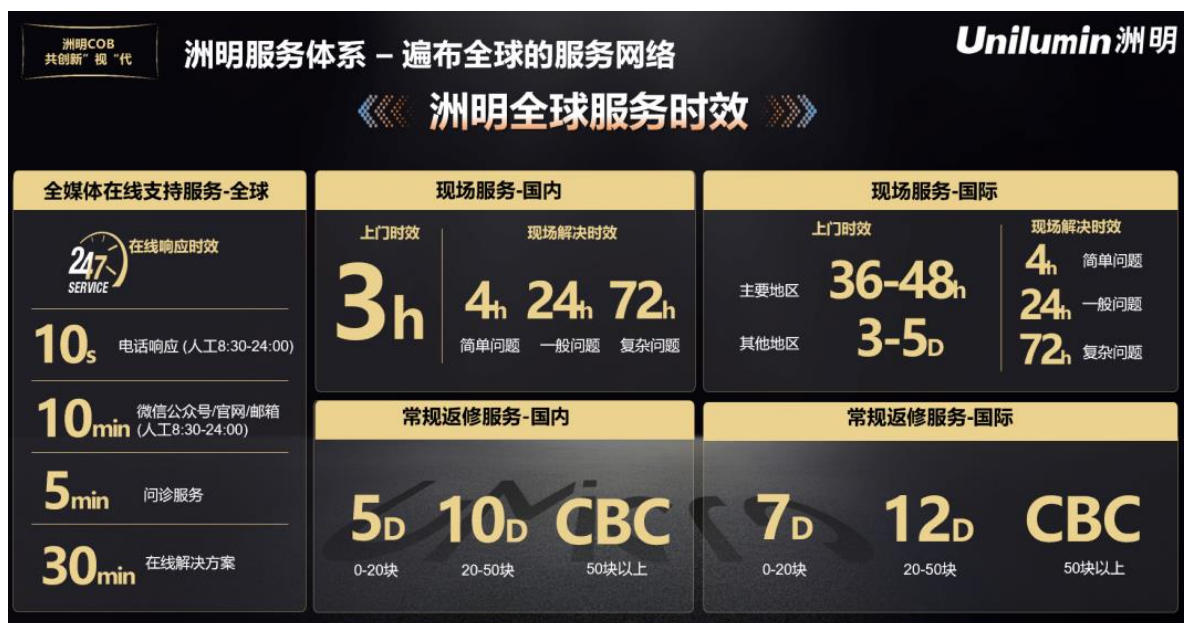 洲明COB
共创新”视“代
洲明服务体系 – 遍布全球的服务网络
Unilumin洲明
洲明全球服务时效
全媒体在线支持服务-全球
24/7 SERVICE
在线响应时效
10s 电话响应 (人工8:30-24:00)
10min 微信公众号/官网/邮箱
(人工8:30-24:00)
5min 问诊服务
30min 在线解决方案
现场服务-国内
上门时效
3h
现场解决时效
4h 24h 72h
简单问题 一般问题 复杂问题
现场服务-国际
上门时效
主要地区 36-48h
其他地区 3-5D
现场解决时效
4h 简单问题
24h 一般问题
72h 复杂问题
常规返修服务-国内
5D 10D CBC
0-20块 20-50块 50块以上
常规返修服务-国际
7D 12D CBC
0-20块 20-50块 50块以上